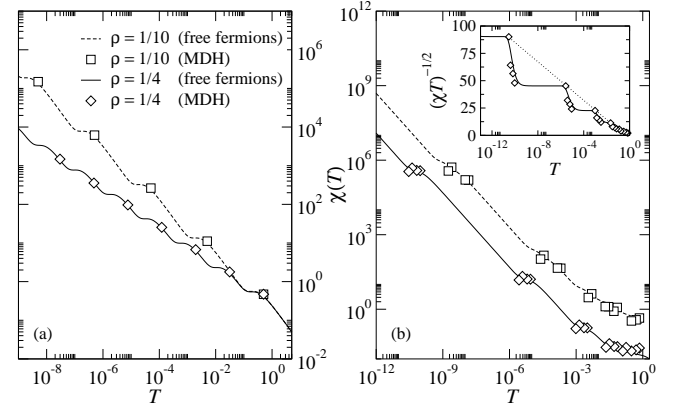 ρ = 1/10 (free fermions)
ρ = 1/10 (MDH)
ρ = 1/4 (free fermions)
ρ = 1/4 (MDH)
(a)
10^6
10^4
10^2
10^0
10^-2
10^-8 10^-6 10^-4 10^-2 10^0
T
χ(T)
10^12
10^9
10^6
10^3
10^0
(b)
10^-12 10^-9 10^-6 10^-3 10^0
T
(χT)^-1/2
100
75
50
25
0
10^-12 10^-8 10^-4 10^0
T